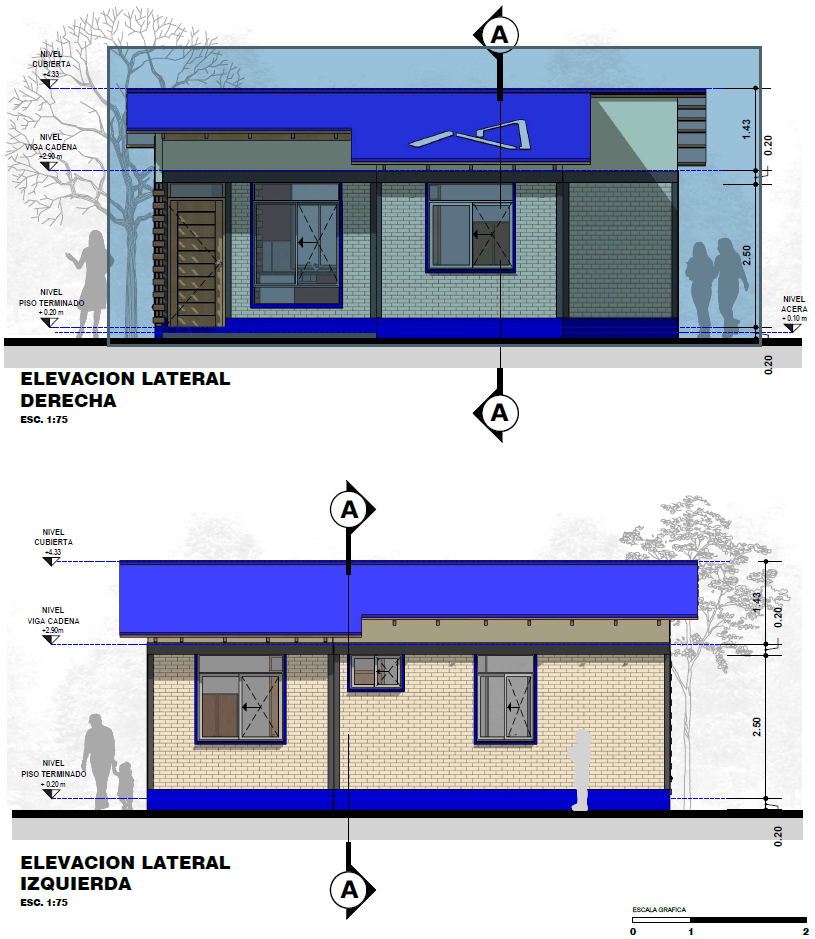 A
NIVEL
CUBIERTA
+4.33
NIVEL
VIGA CADENA
+2.90 m
1.43
0.20
2.50
NIVEL
PISO TERMINADO
+ 0.20 m
NIVEL
ACERA
+ 0.10 m
0.20
ELEVACION LATERAL
DERECHA
ESC. 1:75
A
A
NIVEL
CUBIERTA
+4.33
NIVEL
VIGA CADENA
+2.90m
1.43
0.20
2.50
NIVEL
PISO TERMINADO
+ 0.20 m
0.20
ELEVACION LATERAL
IZQUIERDA
ESC. 1:75
A
ESCALA GRAFICA
0 1 2